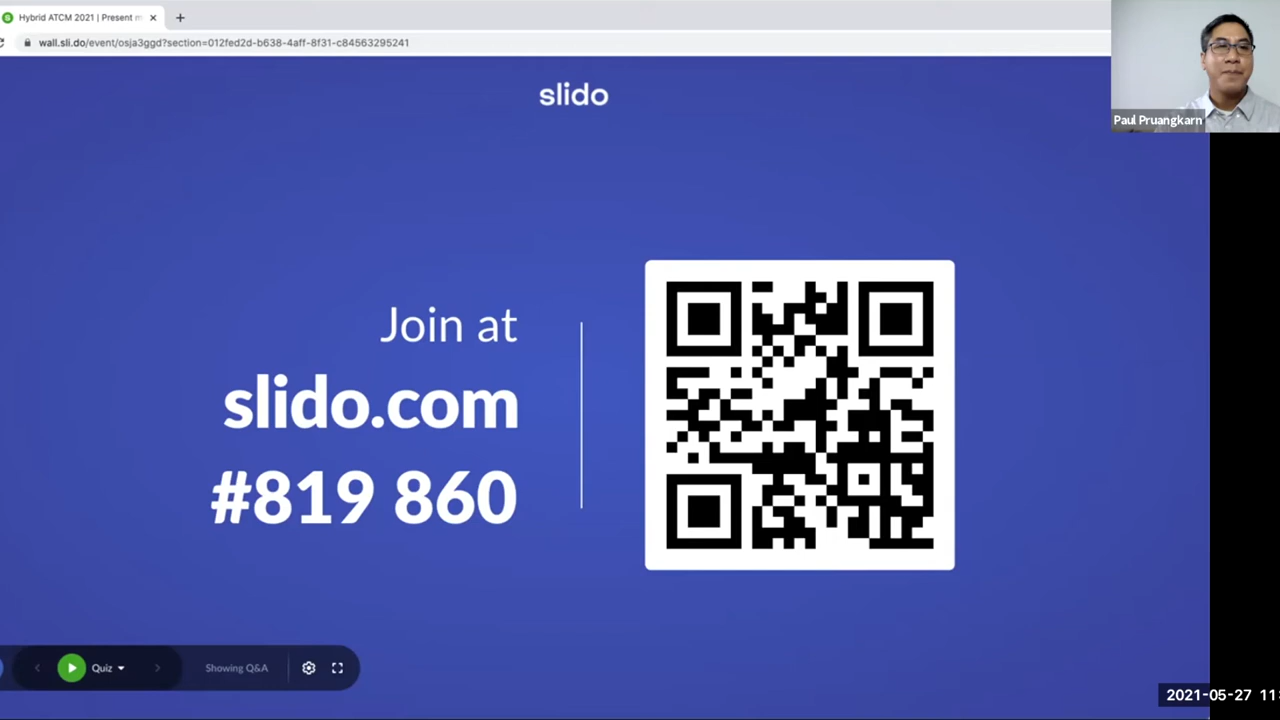 Hybrid ATCM 2021 | Present m
wall.sli.do/event/osja3ggd?section=012fed2d-b638-4aff-8f31-c84563295241
slido
Paul Pruangkarn
Join at
slido.com
#819 860
Quiz
Showing Q&A
2021-05-27 11: